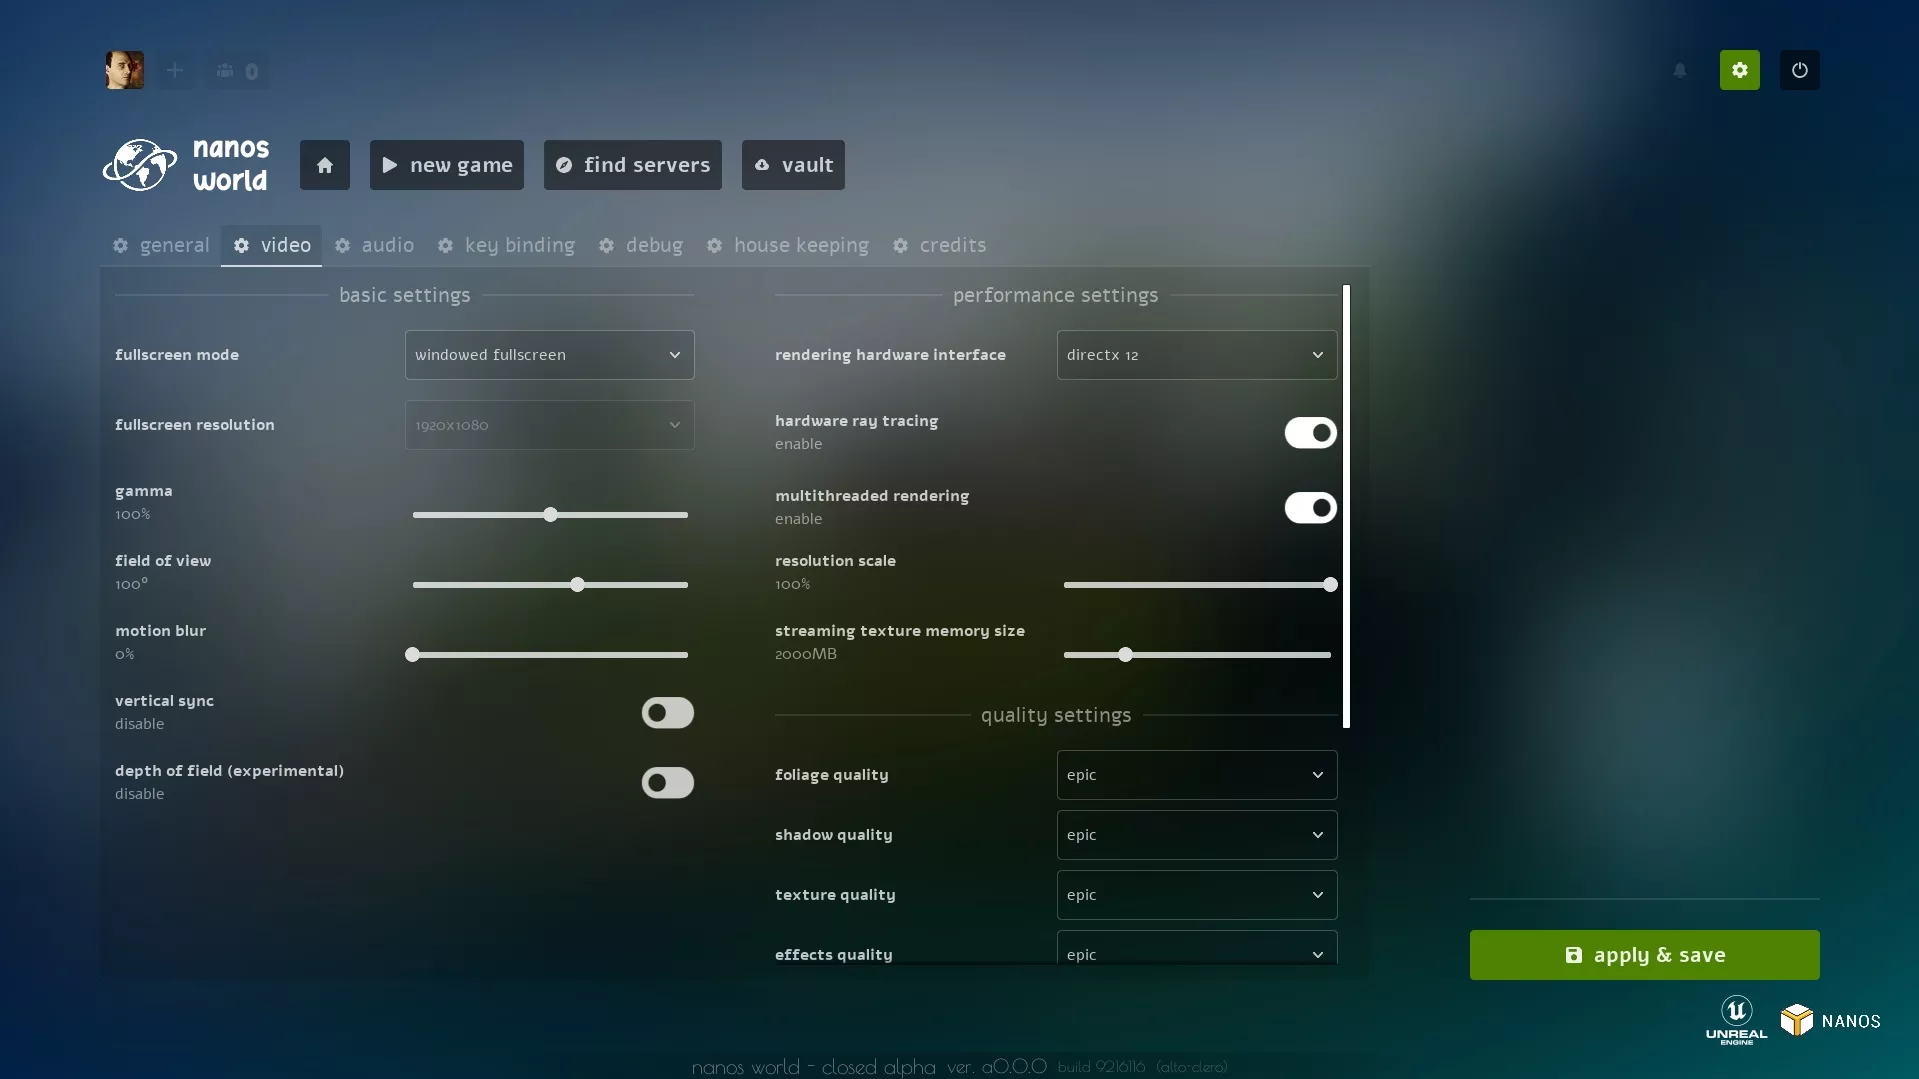 0
nanos world
new game
find servers
vault
general
video
audio
key binding
debug
house keeping
credits
basic settings
fullscreen mode
windowed fullscreen
fullscreen resolution
1920x1080
gamma
100%
field of view
100°
motion blur
0%
vertical sync
disable
depth of field (experimental)
disable
performance settings
rendering hardware interface
directx 12
hardware ray tracing
enable
multithreaded rendering
enable
resolution scale
100%
streaming texture memory size
2000MB
quality settings
foliage quality
epic
shadow quality
epic
texture quality
epic
effects quality
epic
apply & save
UNREAL ENGINE
NANOS
nanos world - closed alpha ver. a0.0.0 build 9216116 (alto-clero)